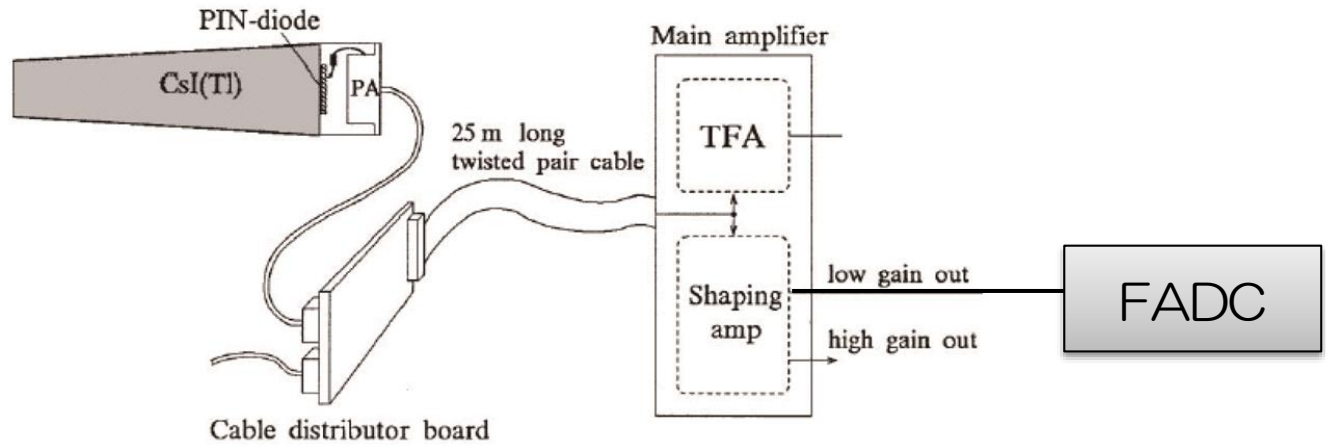 PIN-diode
CsI(Tl)
PA
25 m long
twisted pair cable
Cable distributor board
Main amplifier
TFA
Shaping
amp
low gain out
high gain out
FADC